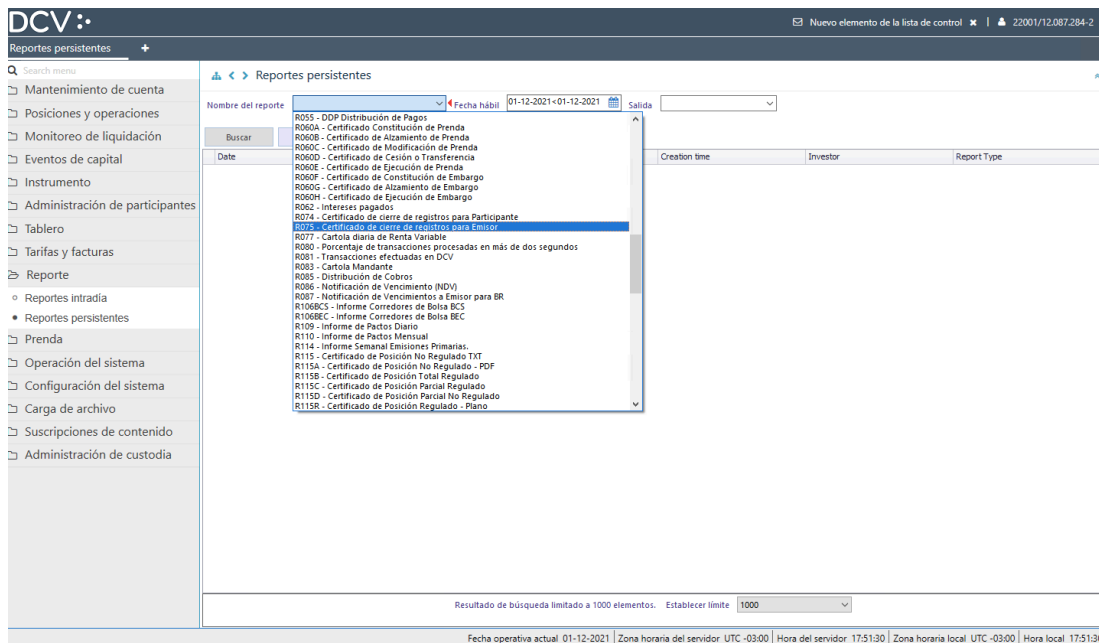 DCV
Nuevo elemento de la lista de control ✖ | 22001/12.087.284-2
Reportes persistentes +
Search menu
Mantenimiento de cuenta
Posiciones y operaciones
Monitoreo de liquidación
Eventos de capital
Instrumento
Administración de participantes
Tablero
Tarifas y facturas
Reporte
Reportes intradía
Reportes persistentes
Prenda
Operación del sistema
Configuración del sistema
Carga de archivo
Suscripciones de contenido
Administración de custodia
Reportes persistentes
Nombre del reporte Fecha hábil 01-12-2021<01-12-2021 Salida
Buscar
Date Creation time Investor Report Type
R055 - DDP Distribución de Pagos
R060A - Certificado Constitución de Prenda
R060B - Certificado de Alzamiento de Prenda
R060C - Certificado de Modificación de Prenda
R060D - Certificado de Cesión o Transferencia
R060E - Certificado de Ejecución de Prenda
R060F - Certificado de Constitución de Embargo
R060G - Certificado de Alzamiento de Embargo
R060H - Certificado de Ejecución de Embargo
R062 - Intereses pagados
R074 - Certificado de cierre de registros para Participante
R075 - Certificado de cierre de registros para Emisor
R077 - Cartola diaria de Renta Variable
R080 - Porcentaje de transacciones procesadas en más de dos segundos
R081 - Transacciones efectuadas en DCV
R083 - Cartola Mandante
R085 - Distribución de Cobros
R086 - Notificación de Vencimiento (NDV)
R087 - Notificación de Vencimientos a Emisor para BR
R106BCS - Informe Corredores de Bolsa BCS
R106BEC - Informe Corredores de Bolsa BEC
R109 - Informe de Pactos Diario
R110 - Informe de Pactos Mensual
R114 - Informe Semanal Emisiones Primarias.
R115 - Certificado de Posición No Regulado TXT
R115A - Certificado de Posición No Regulado - PDF
R115B - Certificado de Posición Total Regulado
R115C - Certificado de Posición Parcial Regulado
R115D - Certificado de Posición Parcial No Regulado
R115R - Certificado de Posición Regulado - Plano
Resultado de búsqueda limitado a 1000 elementos. Establecer límite 1000
Fecha operativa actual 01-12-2021 Zona horaria del servidor UTC -03:00 Hora del servidor 17:51:30 Zona horaria local UTC -03:00 Hora local 17:51:30